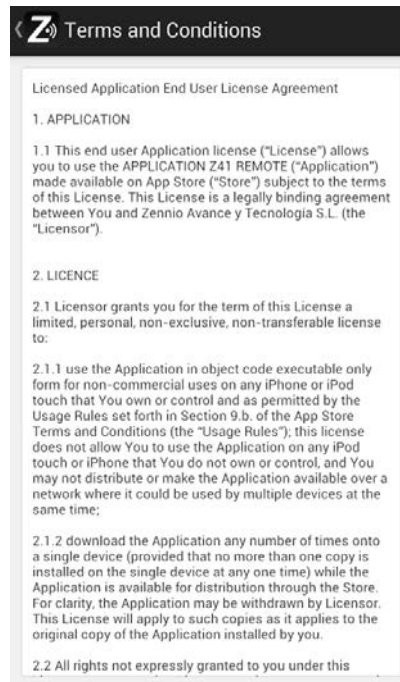 Z Terms and Conditions
Licensed Application End User License Agreement
1. APPLICATION
1.1 This end user Application license ("License") allows
you to use the APPLICATION Z41 REMOTE ("Application")
made available on App Store ("Store") subject to the terms
of this License. This License is a legally binding agreement
between You and Zennio Avance y Tecnología S.L. (the
"Licensor").
2. LICENCE
2.1 Licensor grants you for the term of this License a
limited, personal, non-exclusive, non-transferable license
to:
2.1.1 use the Application in object code executable only
form for non-commercial uses on any iPhone or iPod
touch that You own or control and as permitted by the
Usage Rules set forth in Section 9.b. of the App Store
Terms and Conditions (the "Usage Rules"); this license
does not allow You to use the Application on any iPod
touch or iPhone that You do not own or control, and You
may not distribute or make the Application available over a
network where it could be used by multiple devices at the
same time;
2.1.2 download the Application any number of times onto
a single device (provided that no more than one copy is
installed on the single device at any one time) while the
Application is available for distribution through the Store.
For clarity, the Application may be withdrawn by Licensor.
This License will apply to such copies as it applies to the
original copy of the Application installed by you.
2.2 All rights not expressly granted to you under this